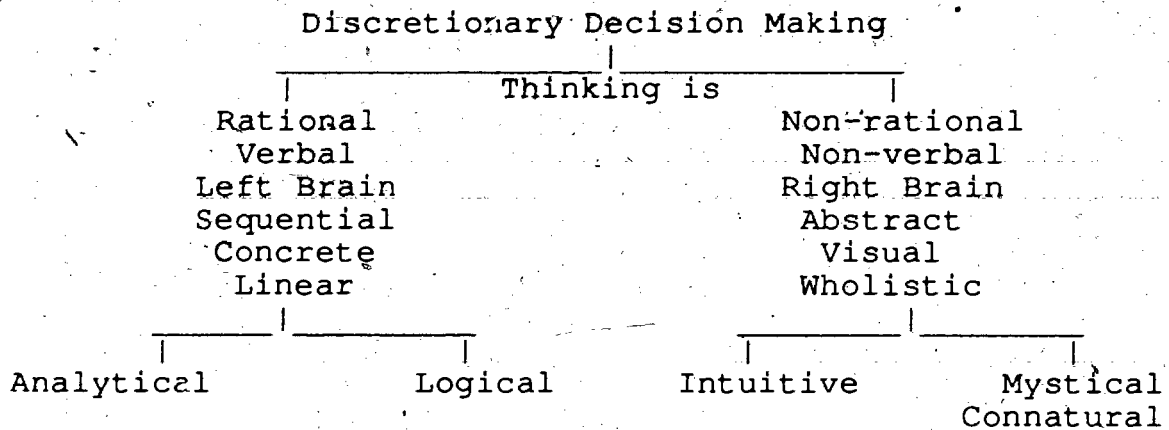 Discretionary Decision Making
Thinking is
Rational Non-rational
Verbal Non-verbal
Left Brain Right Brain
Sequential Abstract
Concrete Visual
Linear Wholistic
Analytical Logical Intuitive Mystical
Connatural